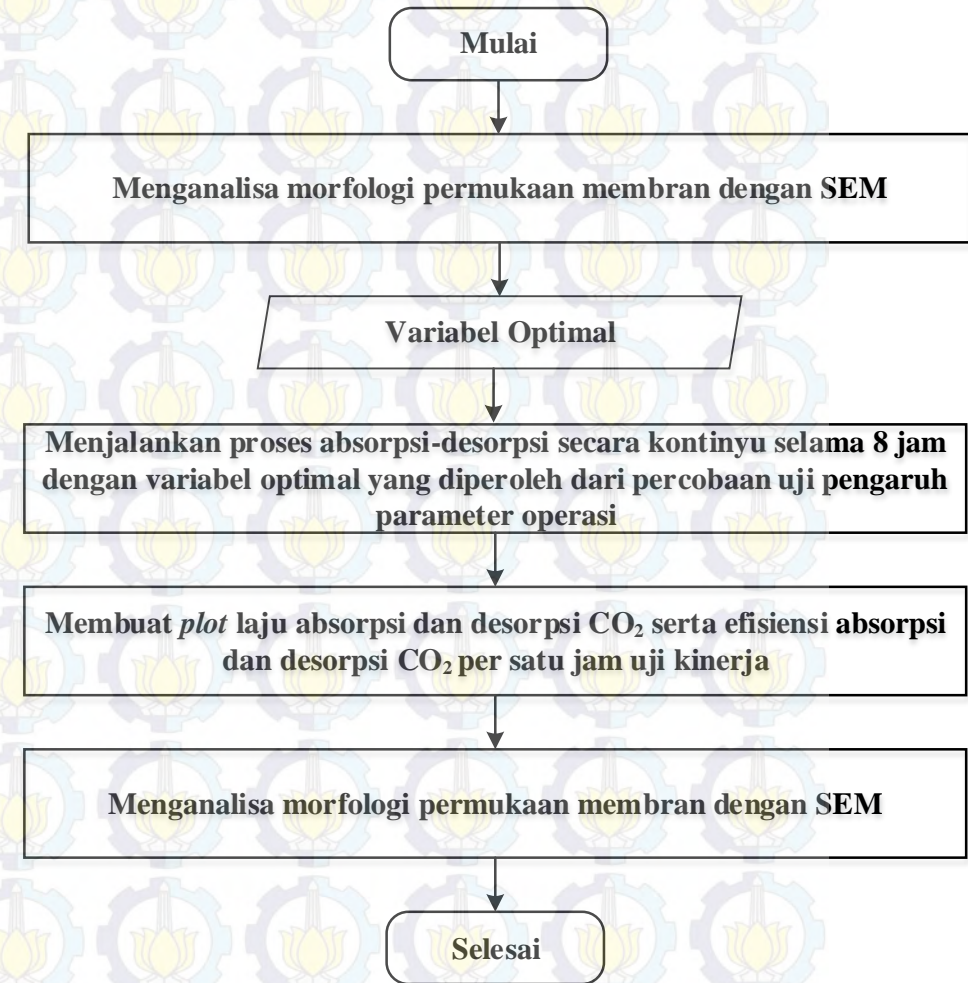 Mulai
Menganalisa morfologi permukaan membran dengan SEM
Variabel Optimal
Menjalankan proses absorpsi-desorpsi secara kontinyu selama 8 jam
dengan variabel optimal yang diperoleh dari percobaan uji pengaruh
parameter operasi
Membuat plot laju absorpsi dan desorpsi CO₂ serta efisiensi absorpsi
dan desorpsi CO₂ per satu jam uji kinerja
Menganalisa morfologi permukaan membran dengan SEM
Selesai